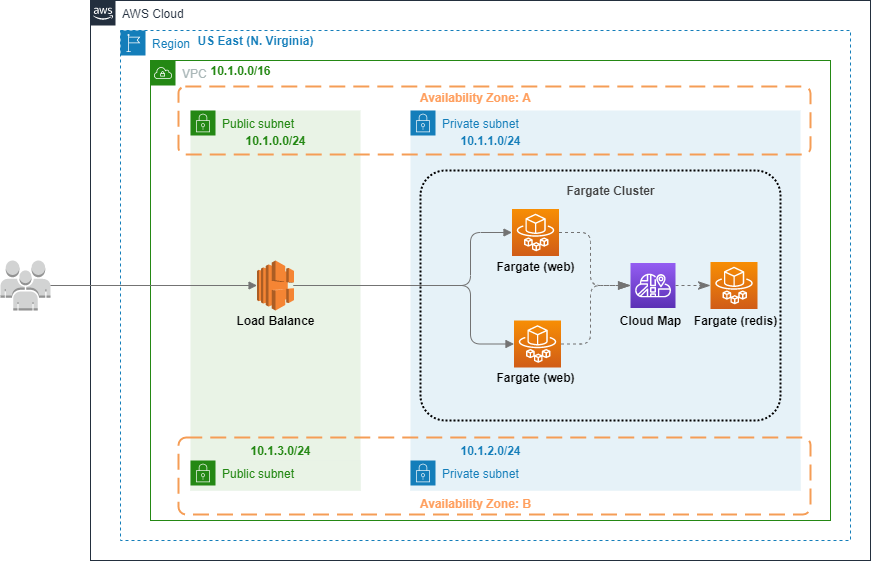 aws
AWS Cloud
Region US East (N. Virginia)
VPC 10.1.0.0/16
Availability Zone: A
Public subnet
10.1.0.0/24
Private subnet
10.1.1.0/24
Fargate Cluster
Fargate (web)
Load Balance
Cloud Map
Fargate (redis)
Fargate (web)
10.1.3.0/24
Public subnet
10.1.2.0/24
Private subnet
Availability Zone: B